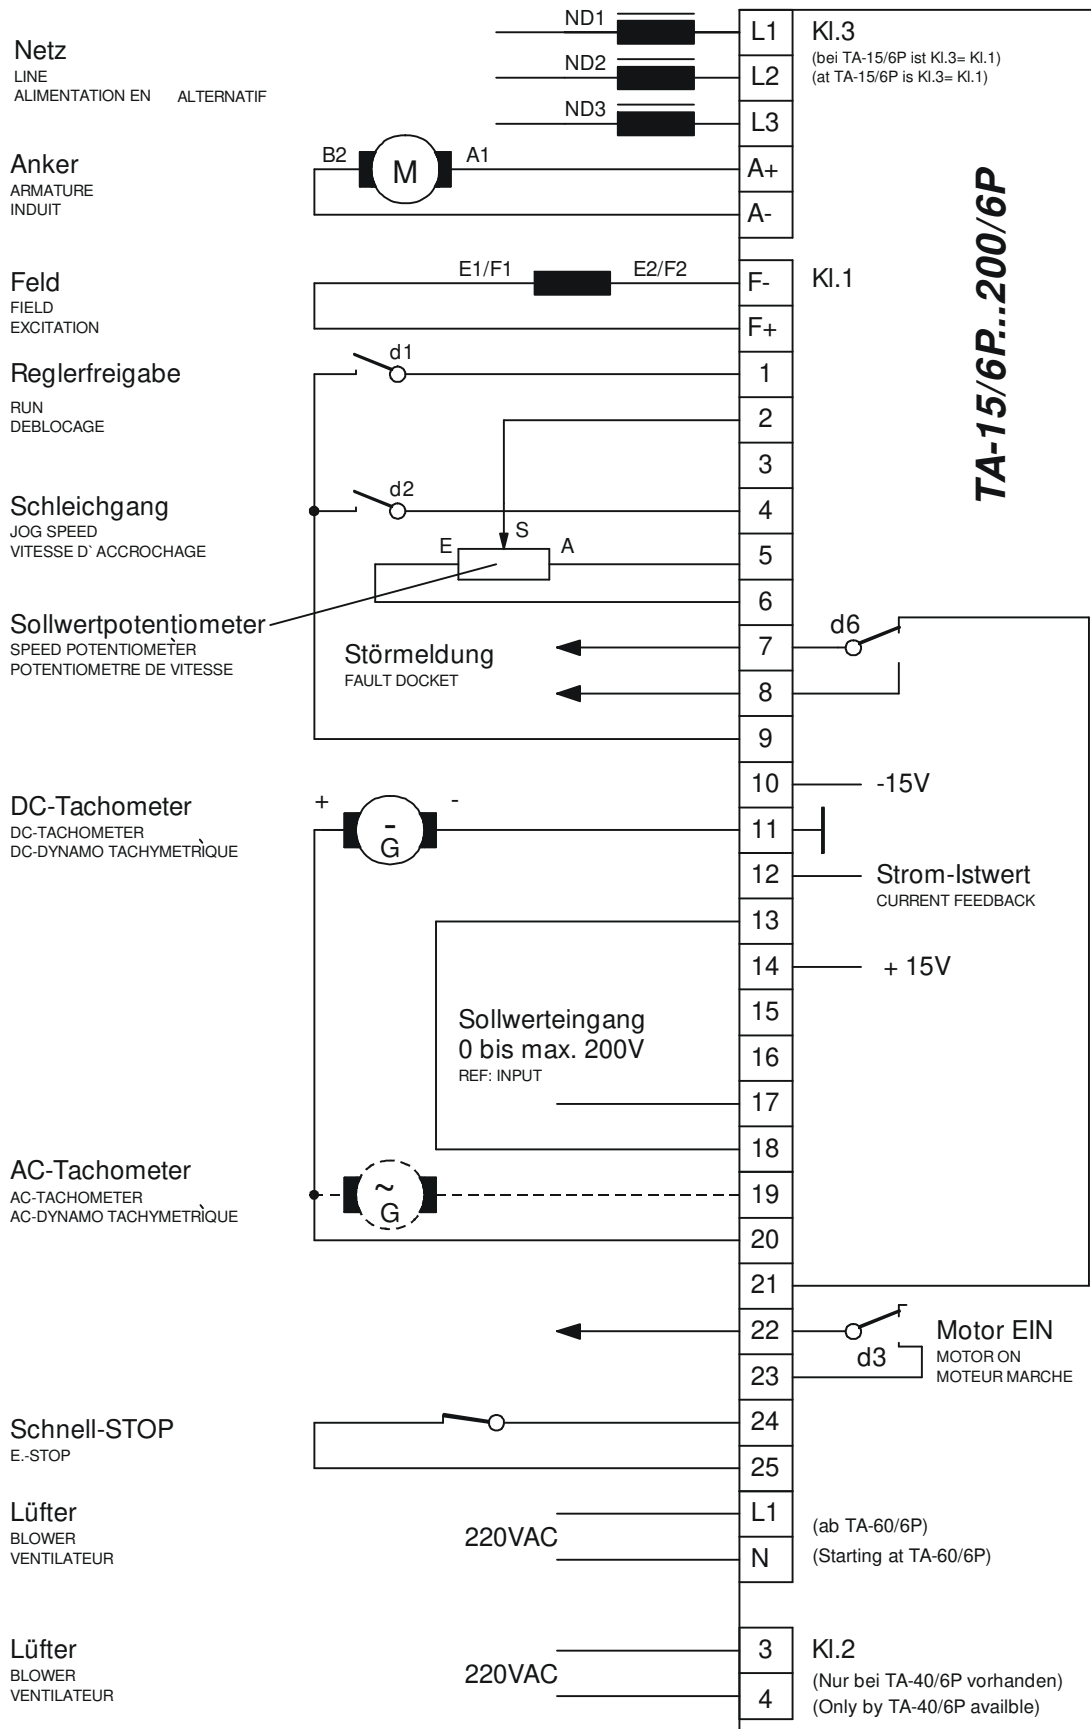 ND1
L1
Kl.3
Netz
(bei TA-15/6P ist Kl.3= Kl.1)
LINE
ND2
L2
(at TA-15/6P is Kl.3= Kl.1)
ALIMENTATION EN ALTERNATIF
ND3
L3
Anker
B2
M
A1
A+
ARMATURE
INDUIT
A-
TA-15/6P...200/6P
Feld
E1/F1
E2/F2
F-
Kl.1
FIELD
EXCITATION
F+
Reglerfreigabe
d1
1
RUN
DEBLOCAGE
2
3
Schleichgang
d2
4
JOG SPEED
VITESSE D`ACCROCHAGE
E
S
A
5
6
Sollwertpotentiometer
SPEED POTENTIOMETER
POTENTIOMETRE DE VITESSE
Störmeldung
FAULT DOCKET
7
d6
8
9
10
-15V
DC-Tachometer
DC-TACHOMETER
DC-DYNAMO TACHYMETRÌQUE
+
-
-
G
11
12
Strom-Istwert
CURRENT FEEDBACK
13
14
+ 15V
15
Sollwerteingang
0 bis max. 200V
REF: INPUT
16
17
18
AC-Tachometer
AC-TACHOMETER
AC-DYNAMO TACHYMETRÌQUE
~
G
19
20
21
22
d3
Motor EIN
MOTOR ON
MOTEUR MARCHE
23
Schnell-STOP
E.-STOP
24
25
Lüfter
BLOWER
VENTILATEUR
220VAC
L1
N
(ab TA-60/6P)
(Starting at TA-60/6P)
Lüfter
BLOWER
VENTILATEUR
220VAC
3
4
Kl.2
(Nur bei TA-40/6P vorhanden)
(Only by TA-40/6P availble)